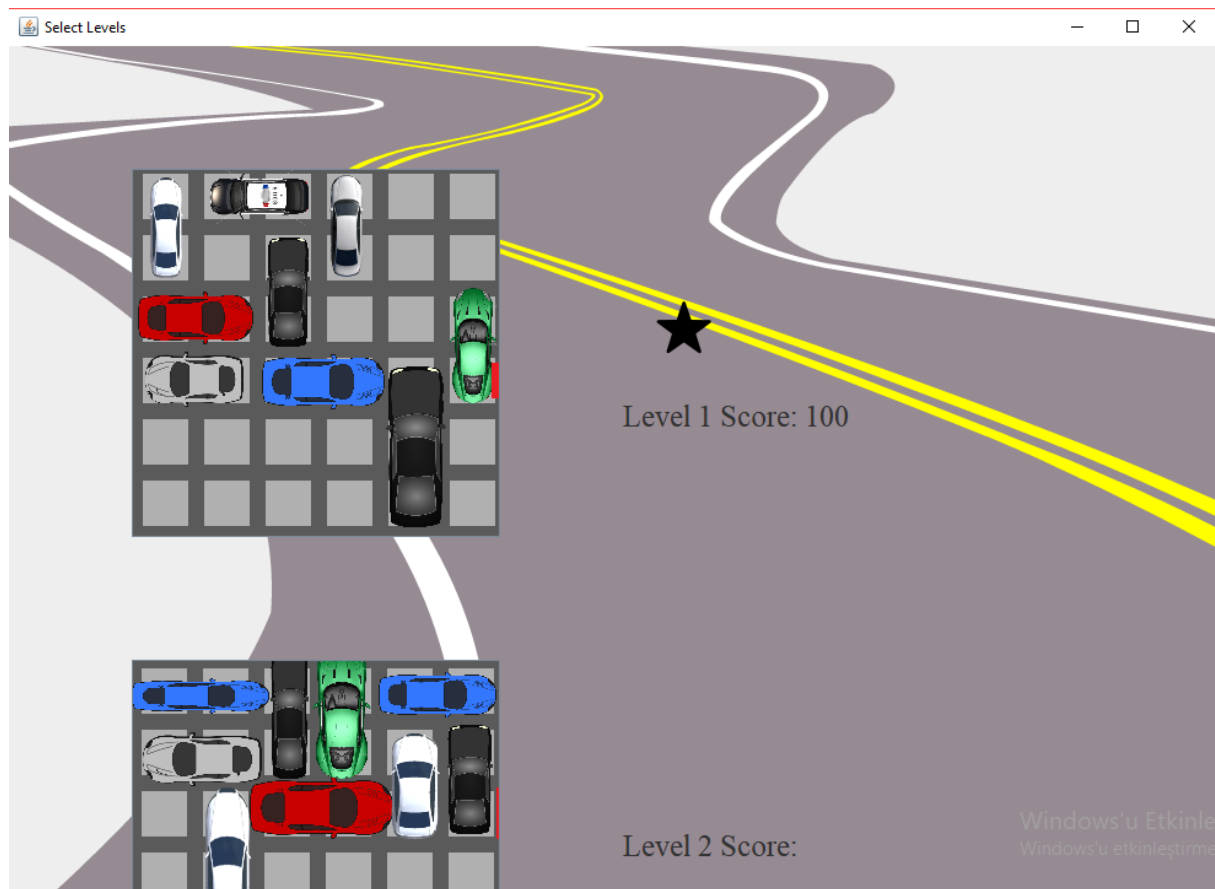 Select Levels
Level 1 Score: 100
Level 2 Score:
Windows'u Etkinle
Windows'u etkinleştirme